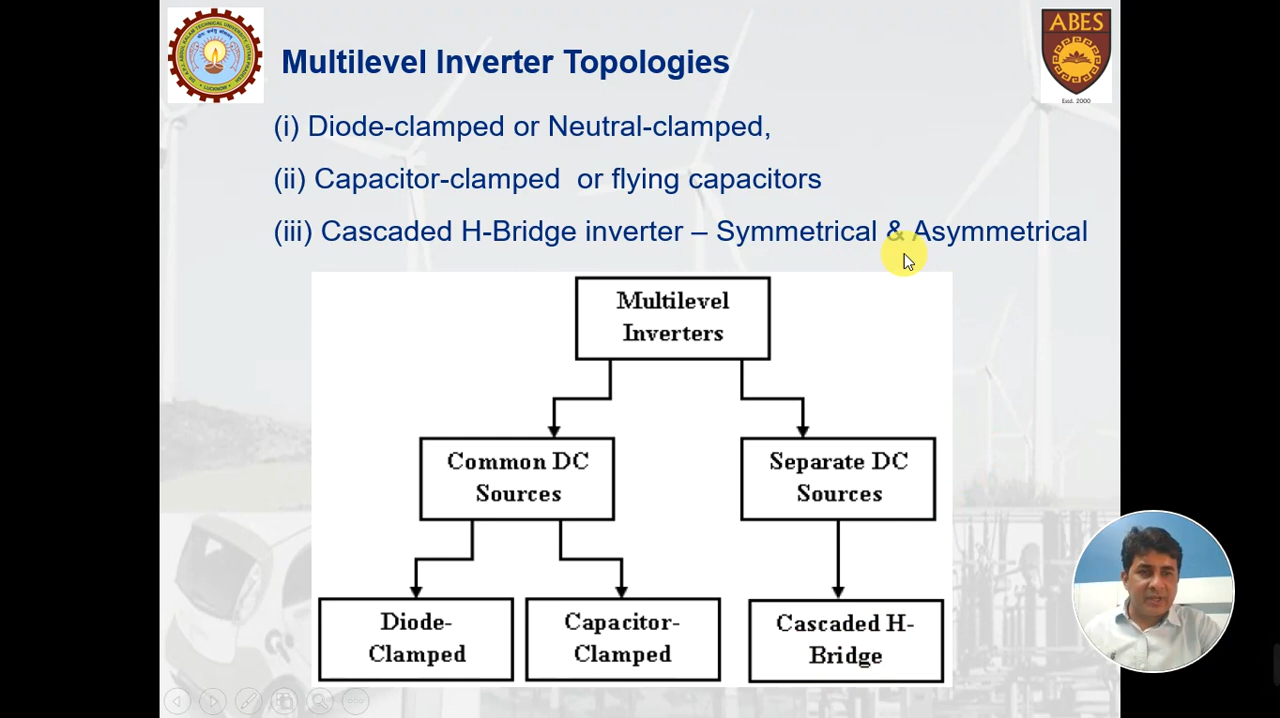 Multilevel Inverter Topologies
ABES
Estd. 2000
(i) Diode-clamped or Neutral-clamped,
(ii) Capacitor-clamped or flying capacitors
(iii) Cascaded H-Bridge inverter – Symmetrical & Asymmetrical
Multilevel
Inverters
Common DC
Sources
Separate DC
Sources
Diode-
Clamped
Capacitor-
Clamped
Cascaded H-
Bridge